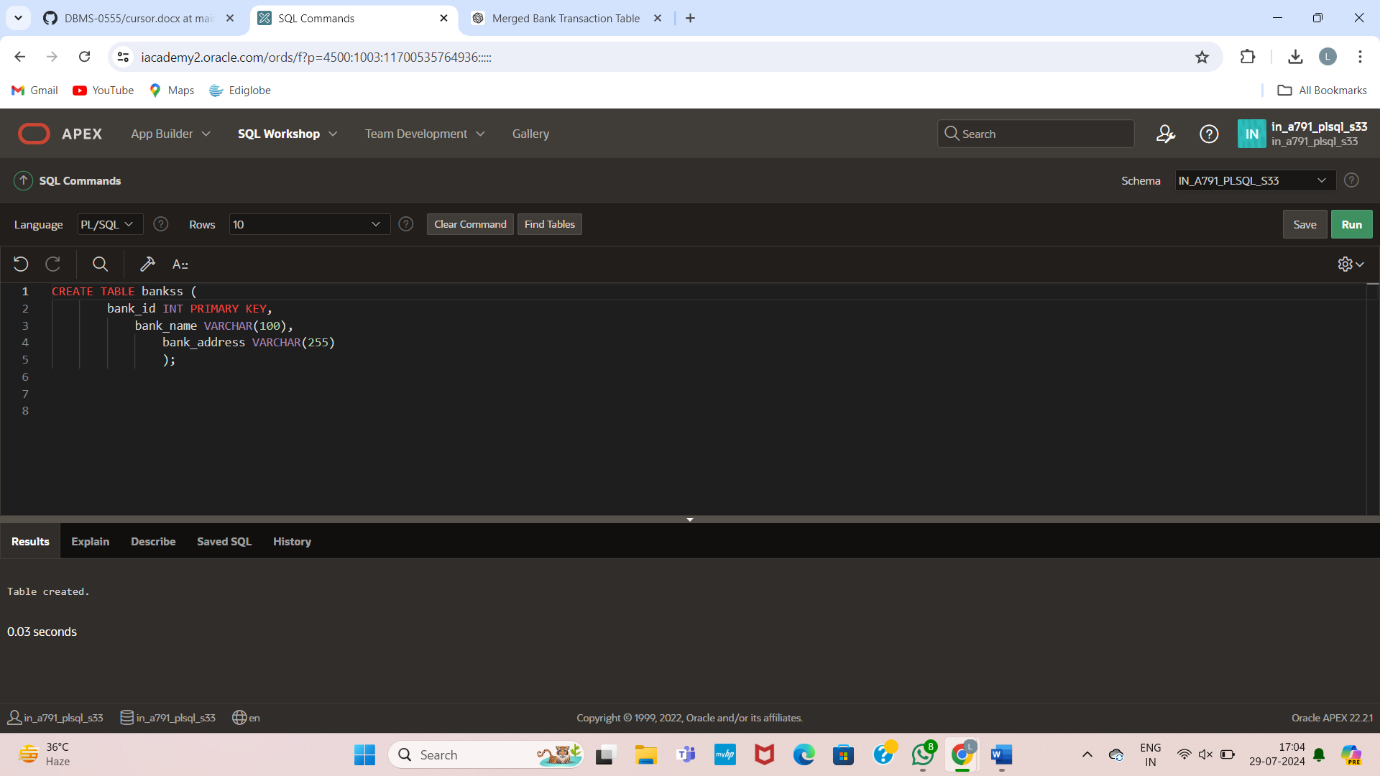 DBMS-0555/cursor.docx at mai
SQL Commands
Merged Bank Transaction Table
iacademy2.oracle.com/ords/f?p=4500:1003:11700535764936:::::
L
Gmail
YouTube
Maps
Ediglobe
All Bookmarks
APEX
App Builder
SQL Workshop
Team Development
Gallery
Search
IN
in_a791_plsql_s33
in_a791_plsql_s33
SQL Commands
Schema
IN_A791_PLSQL_S33
Language
PL/SQL
Rows
10
Clear Command
Find Tables
Save
Run
A::
1 CREATE TABLE bankss (
2 bank_id INT PRIMARY KEY,
3 bank_name VARCHAR(100),
4 bank_address VARCHAR(255)
5 );
6
7
8
Results
Explain
Describe
Saved SQL
History
Table created.
0.03 seconds
in_a791_plsql_s33
in_a791_plsql_s33
en
Copyright © 1999, 2022, Oracle and/or its affiliates.
Oracle APEX 22.2.1
36°C
Haze
Search
myhp
8
L
ENG
IN
17:04
29-07-2024
PRE